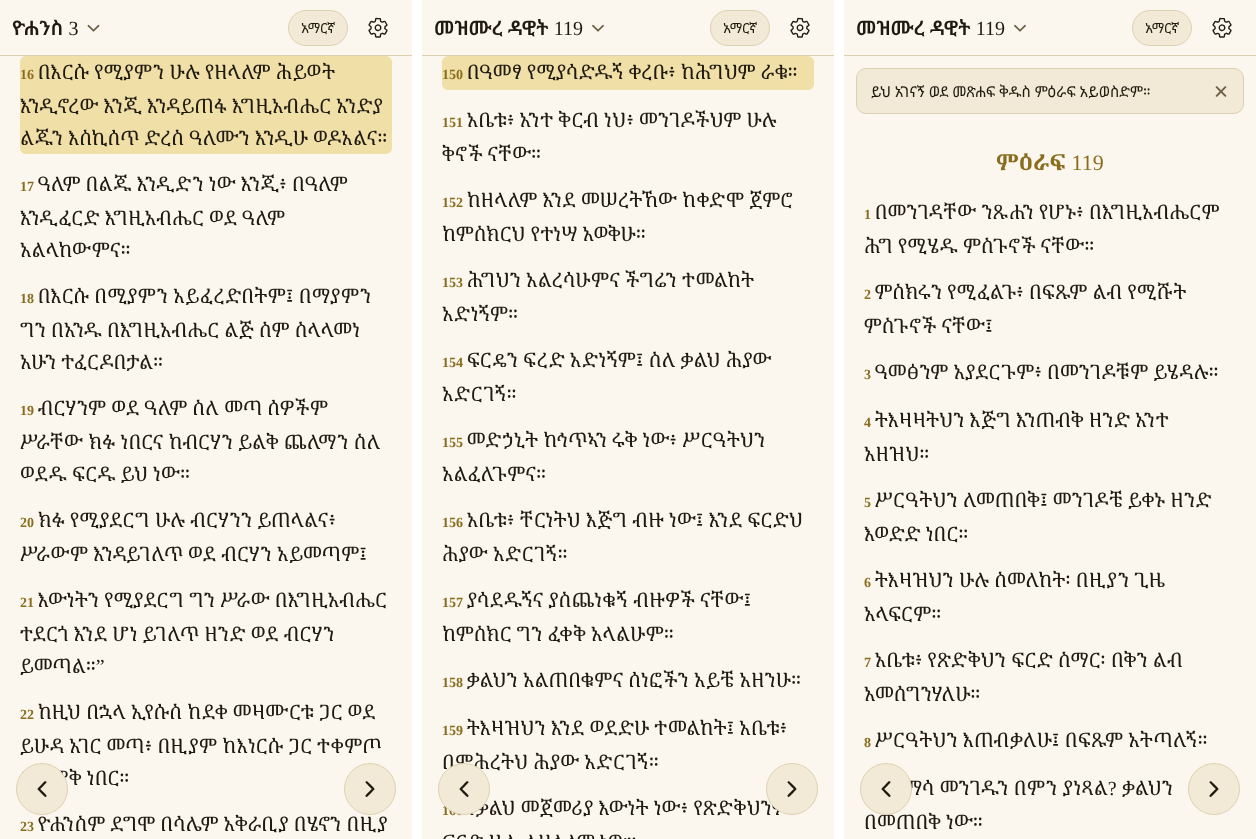 ዮሐንስ 3
አማርኛ
16 በእርሱ የሚያምን ሁሉ የዘላለም ሕይወት
እንዲኖረው እንጂ እንዳይጠፋ እግዚአብሔር አንድያ
ልጁን እስኪሰጥ ድረስ ዓለሙን እንዲሁ ወዶአልና።
17 ዓለም በልጁ እንዲድን ነው እንጂ፥ በዓለም
እንዲፈርድ እግዚአብሔር ወደ ዓለም
አልላከውምና።
18 በእርሱ በሚያምን አይፈረድበትም፤ በማያምን
ግን በአንዱ በእግዚአብሔር ልጅ ስም ስላላመነ
አሁን ተፈርዶበታል።
19 ብርሃንም ወደ ዓለም ስለ መጣ ሰዎችም
ሥራቸው ክፉ ነበርና ከብርሃን ይልቅ ጨለማን ስለ
ወደዱ ፍርዱ ይህ ነው።
20 ክፉ የሚያደርግ ሁሉ ብርሃንን ይጠላልና፥
ሥራውም እንዳይገለጥ ወደ ብርሃን አይመጣም፤
21 እውነትን የሚያደርግ ግን ሥራው በእግዚአብሔር
ተደርጎ እንደ ሆነ ይገለጥ ዘንድ ወደ ብርሃን
ይመጣል።”
22 ከዚህ በኋላ ኢየሱስ ከደቀ መዛሙርቱ ጋር ወደ
ይሁዳ አገር መጣ፥ በዚያም ከእነርሱ ጋር ተቀምጦ
ነበር።
23 ዮሐንስም ደግሞ በሳሌም አቅራቢያ በሄኖን በዚያ
መዝሙረ ዳዊት 119
አማርኛ
150 በዓመፃ የሚያሳድዱኝ ቀረቡ፥ ከሕግህም ራቁ።
151 አቤቱ፥ አንተ ቅርብ ነህ፥ መንገዶችህም ሁሉ
ቅኖች ናቸው።
152 ከዘላለም እንደ መሠረትኸው ከቀድሞ ጀምሮ
ከምስክርህ የተነሣ አወቅሁ።
153 ሕግህን አልረሳሁምና ችግሬን ተመልከት
አድነኝም።
154 ፍርዴን ፍረድ አድነኝም፤ ስለ ቃልህ ሕያው
አድርገኝ።
155 መድኃኒት ከኅጥኣን ሩቅ ነው፥ ሥርዓትህን
አልፈለጉምና።
156 አቤቱ፥ ቸርነትህ እጅግ ብዙ ነው፤ እንደ ፍርድህ
ሕያው አድርገኝ።
157 ያሳደዱኝና ያስጨነቁኝ ብዙዎች ናቸው፤
ከምስክር ግን ፈቀቅ አላልሁም።
158 ቃልህን አልጠበቁምና ሰነፎችን አይቼ አዘንሁ።
159 ትእዛዝህን እንደ ወደድሁ ተመልከት፤ አቤቱ፥
በምሕረትህ ሕያው አድርገኝ።
መጀመሪያ እውነት ነው፥
መዝሙረ ዳዊት 119
አማርኛ
ይህ አገናኝ ወደ መጽሐፍ ቅዱስ ምዕራፍ አይወስድም።
ምዕራፍ 119
1 በመንገዳቸው ንጹሐን የሆኑ፥ በእግዚአብሔርም
ሕግ የሚሄዱ ምስጉኖች ናቸው።
2 ምስክሩን የሚፈልጉ፥ በፍጹም ልብ የሚሹት
ምስጉኖች ናቸው፤
3 ዓመፅንም አያደርጉም፥ በመንገዶቹም ይሄዳሉ።
4 ትእዛዛትህን እጅግ እንጠብቅ ዘንድ አንተ
አዘዝህ።
5 ሥርዓትህን ለመጠበቅ፤ መንገዶቼ ይቀኑ ዘንድ
እወድድ ነበር።
6 ትእዛዝህን ሁሉ ስመለከት፡ በዚያን ጊዜ
አላፍርም።
7 አቤቱ፥ የጽድቅህን ፍርድ ስማር፡ በቅን ልብ
አመሰግንሃለሁ።
8 ሥርዓትህን እጠብቃለሁ፤ በፍጹም አትጣለኝ።
መንገዱን በምን ያነጻል? ቃልህን
በመጠበቅ ነው።